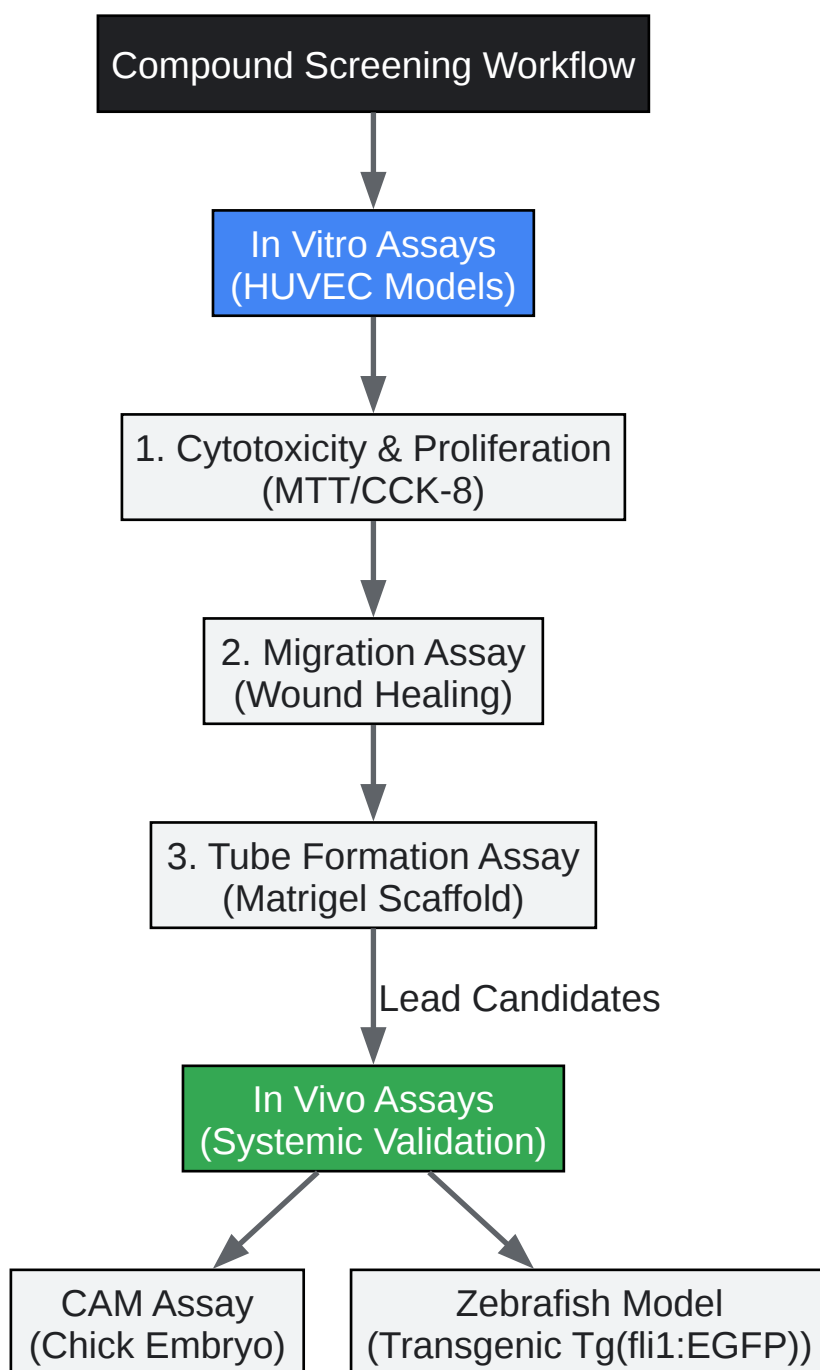 Compound Screening Workflow
In Vitro Assays
(HUVEC Models)
1. Cytotoxicity & Proliferation
(MTT/CCK-8)
2. Migration Assay
(Wound Healing)
3. Tube Formation Assay
(Matrigel Scaffold)
Lead Candidates
In Vivo Assays
(Systemic Validation)
CAM Assay
(Chick Embryo)
Zebrafish Model
(Transgenic Tg(fli1:EGFP))